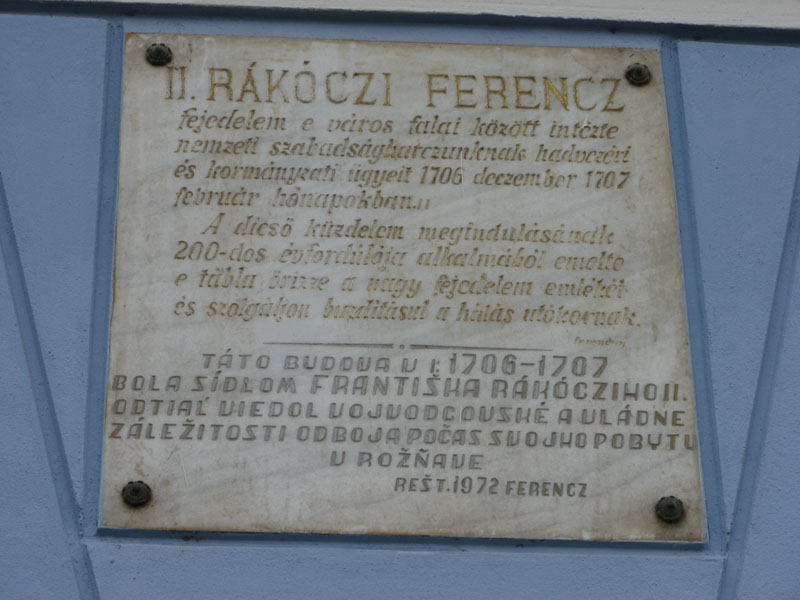 II. RÁKÓCZI FERENCZ
fejedelem e város falai között intézte
nemzeti szabadságharczunknak hadvezéri
és kormányzati ügyeit 1706 deczember 1707
február hónapokban.
A dicső küzdelem megindulásának
200-dos évfordulója alkalmából emelte
e tábla őrizze a nagy fejedelem emlékét
és szolgáljon buzdításul a hálás utókornak.
TÁTO BUDOVA V R. 1706-1707
BOLA SÍDLOM FRANTIŠKA RÁKÓCZIHO II.
ODTIAĽ VIEDOL VOJVODCOVSKÉ A VLÁDNE
ZÁLEŽITOSTI ODBOJA POČAS SVOJHO POBYTU
V ROŽŇAVE
REŠT. 1972 FERENCZ